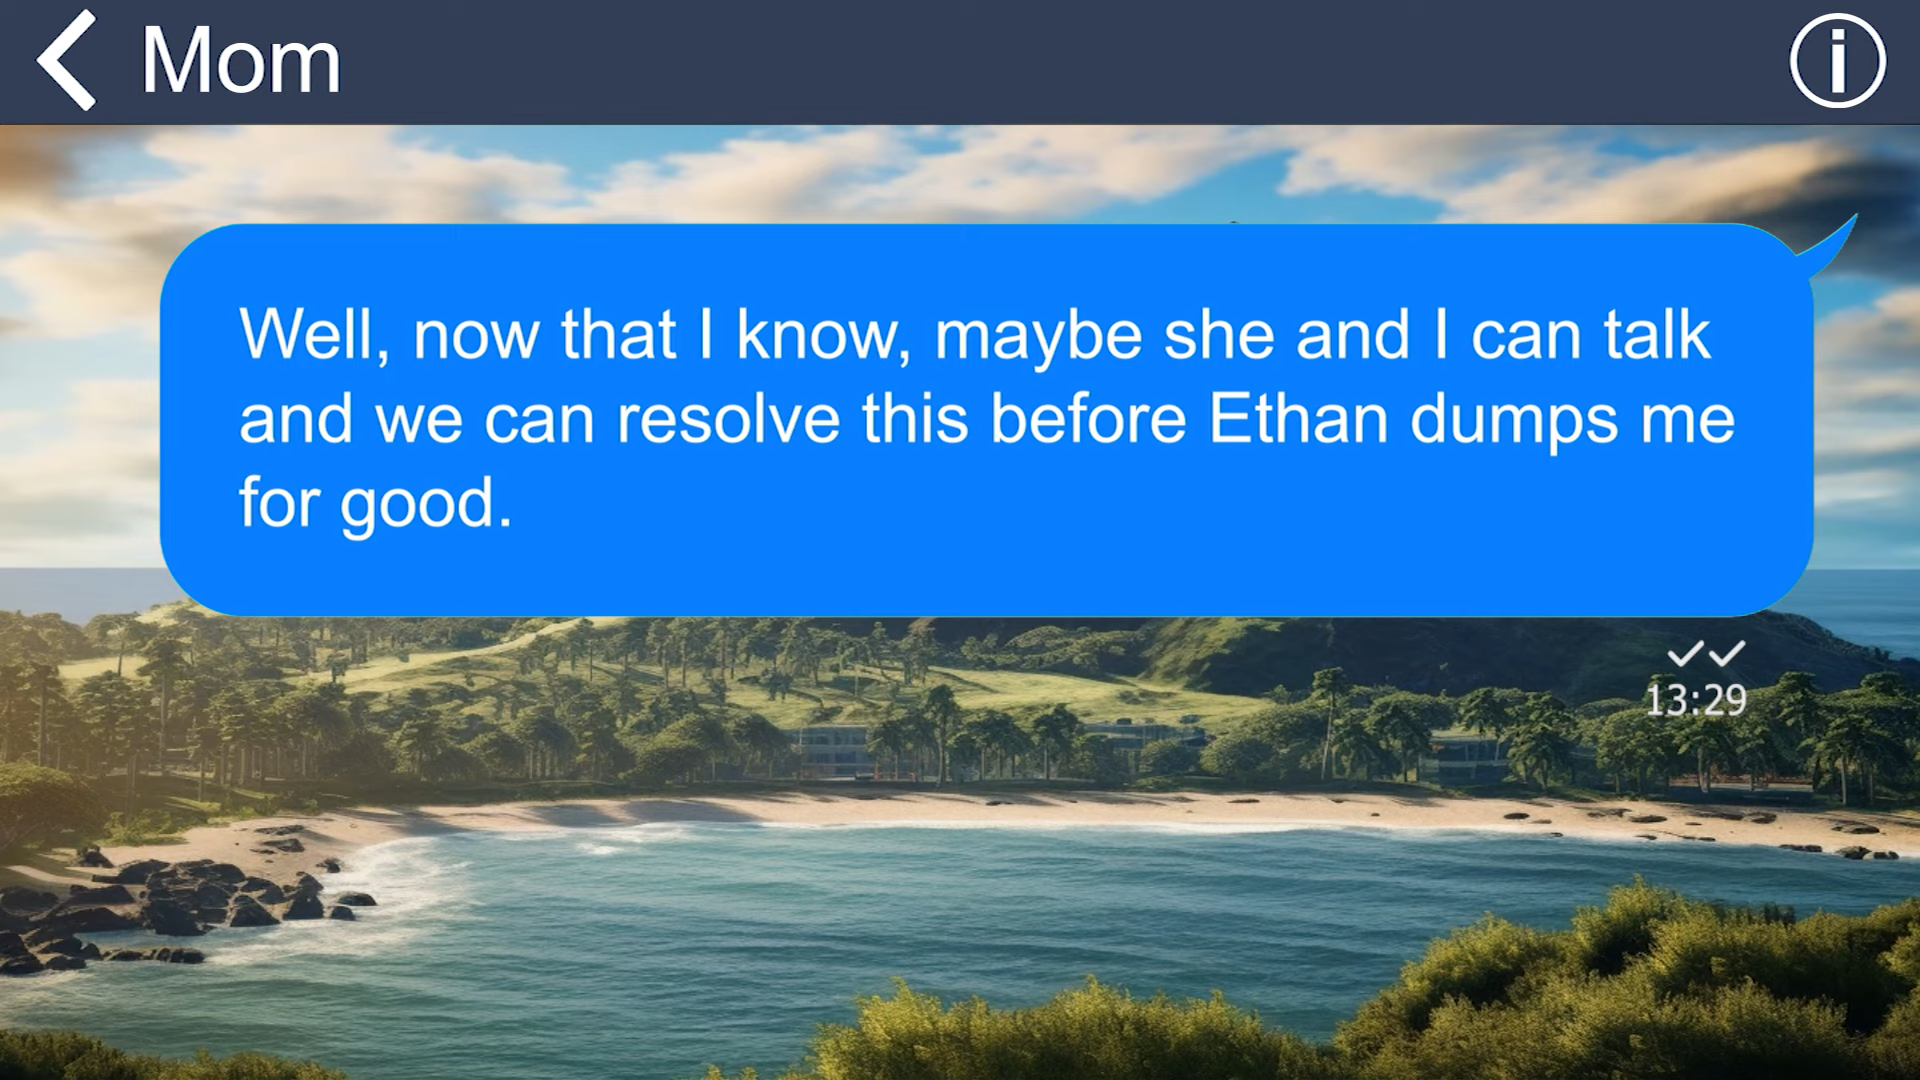 Mom
Well, now that I know, maybe she and I can talk
and we can resolve this before Ethan dumps me
for good.
13:29